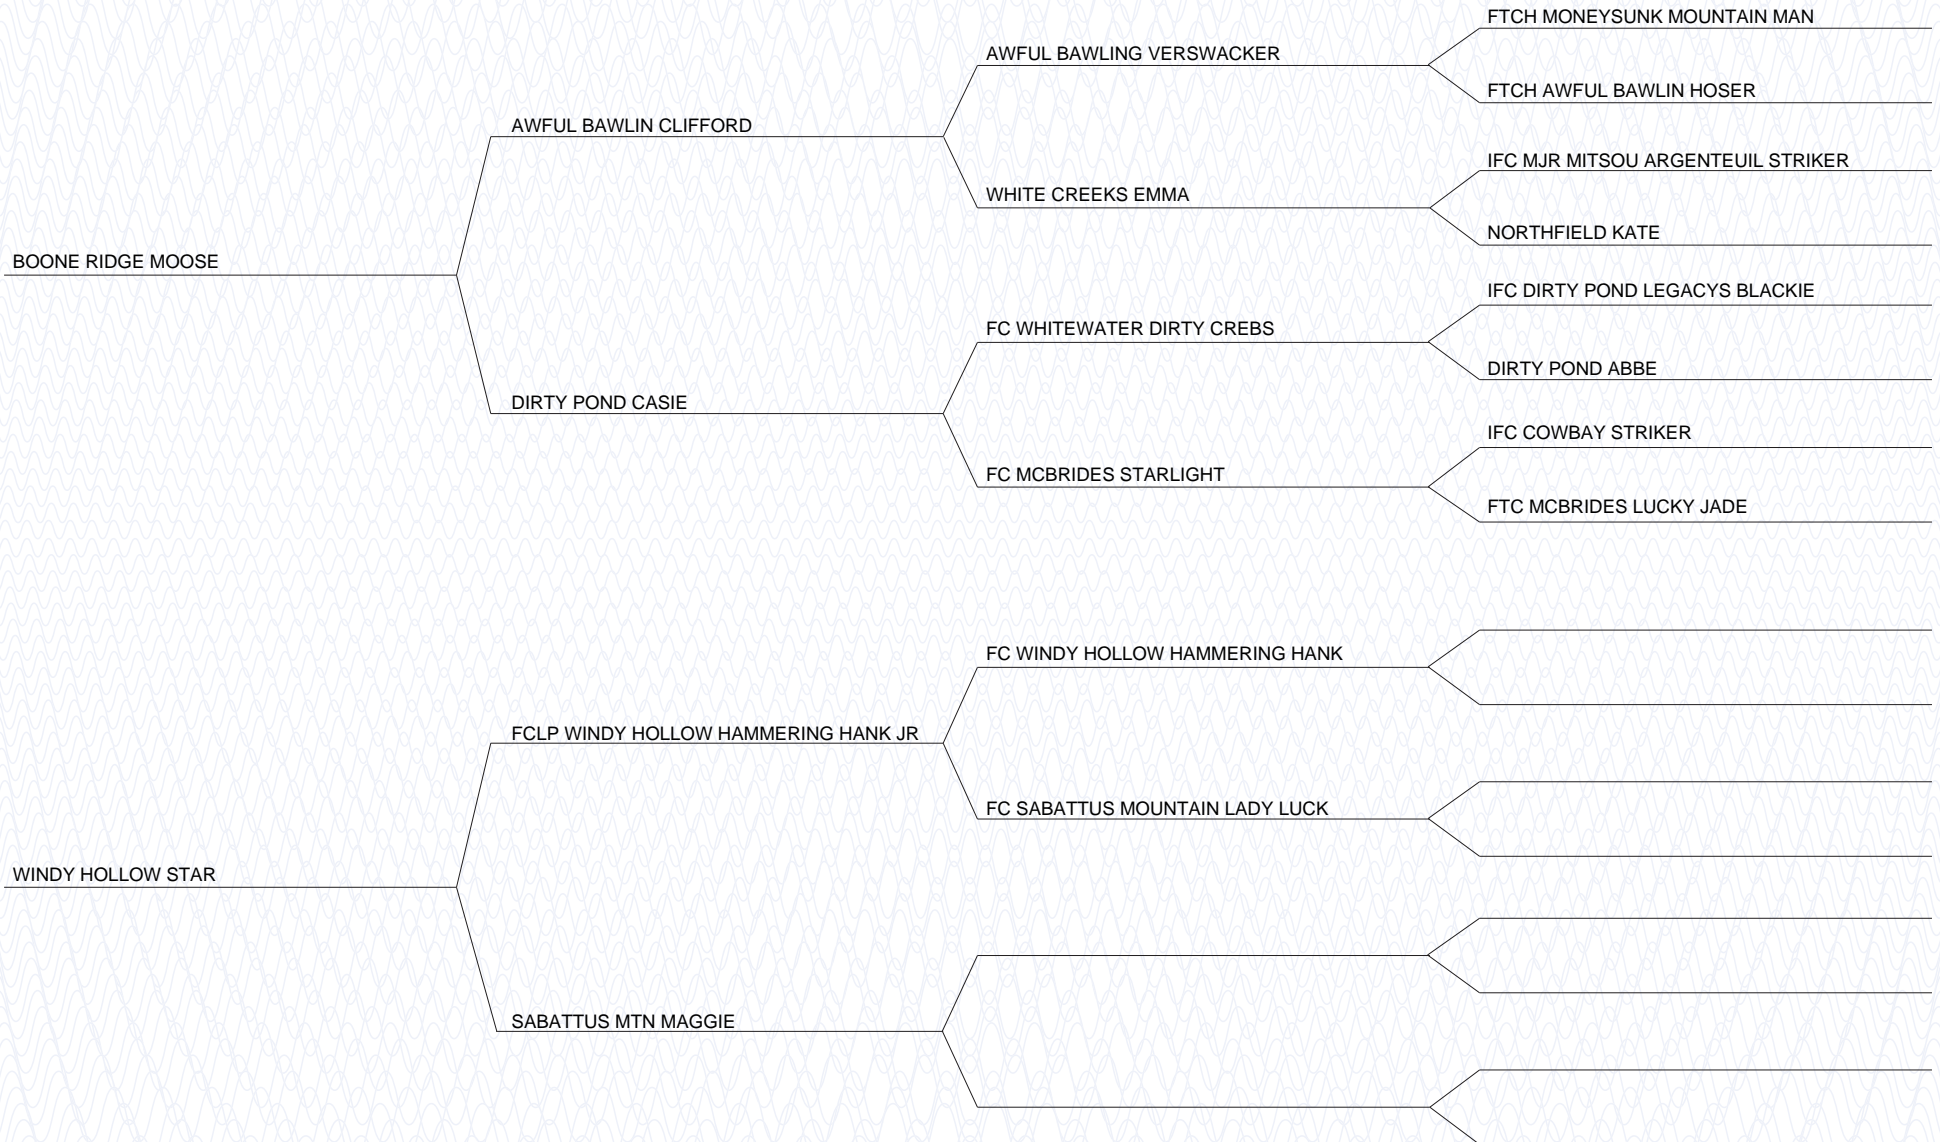 FTCH MONEYSUNK MOUNTAIN MAN
AWFUL BAWLING VERSWACKER
FTCH AWFUL BAWLIN HOSER
AWFUL BAWLIN CLIFFORD
IFC MJR MITSOU ARGENTEUIL STRIKER
WHITE CREEKS EMMA
NORTHFIELD KATE
BOONE RIDGE MOOSE
IFC DIRTY POND LEGACYS BLACKIE
FC WHITEWATER DIRTY CREBS
DIRTY POND ABBE
DIRTY POND CASIE
IFC COWBAY STRIKER
FC MCBRIDES STARLIGHT
FTC MCBRIDES LUCKY JADE
FC WINDY HOLLOW HAMMERING HANK
FCLP WINDY HOLLOW HAMMERING HANK JR
FC SABATTUS MOUNTAIN LADY LUCK
WINDY HOLLOW STAR
SABATTUS MTN MAGGIE